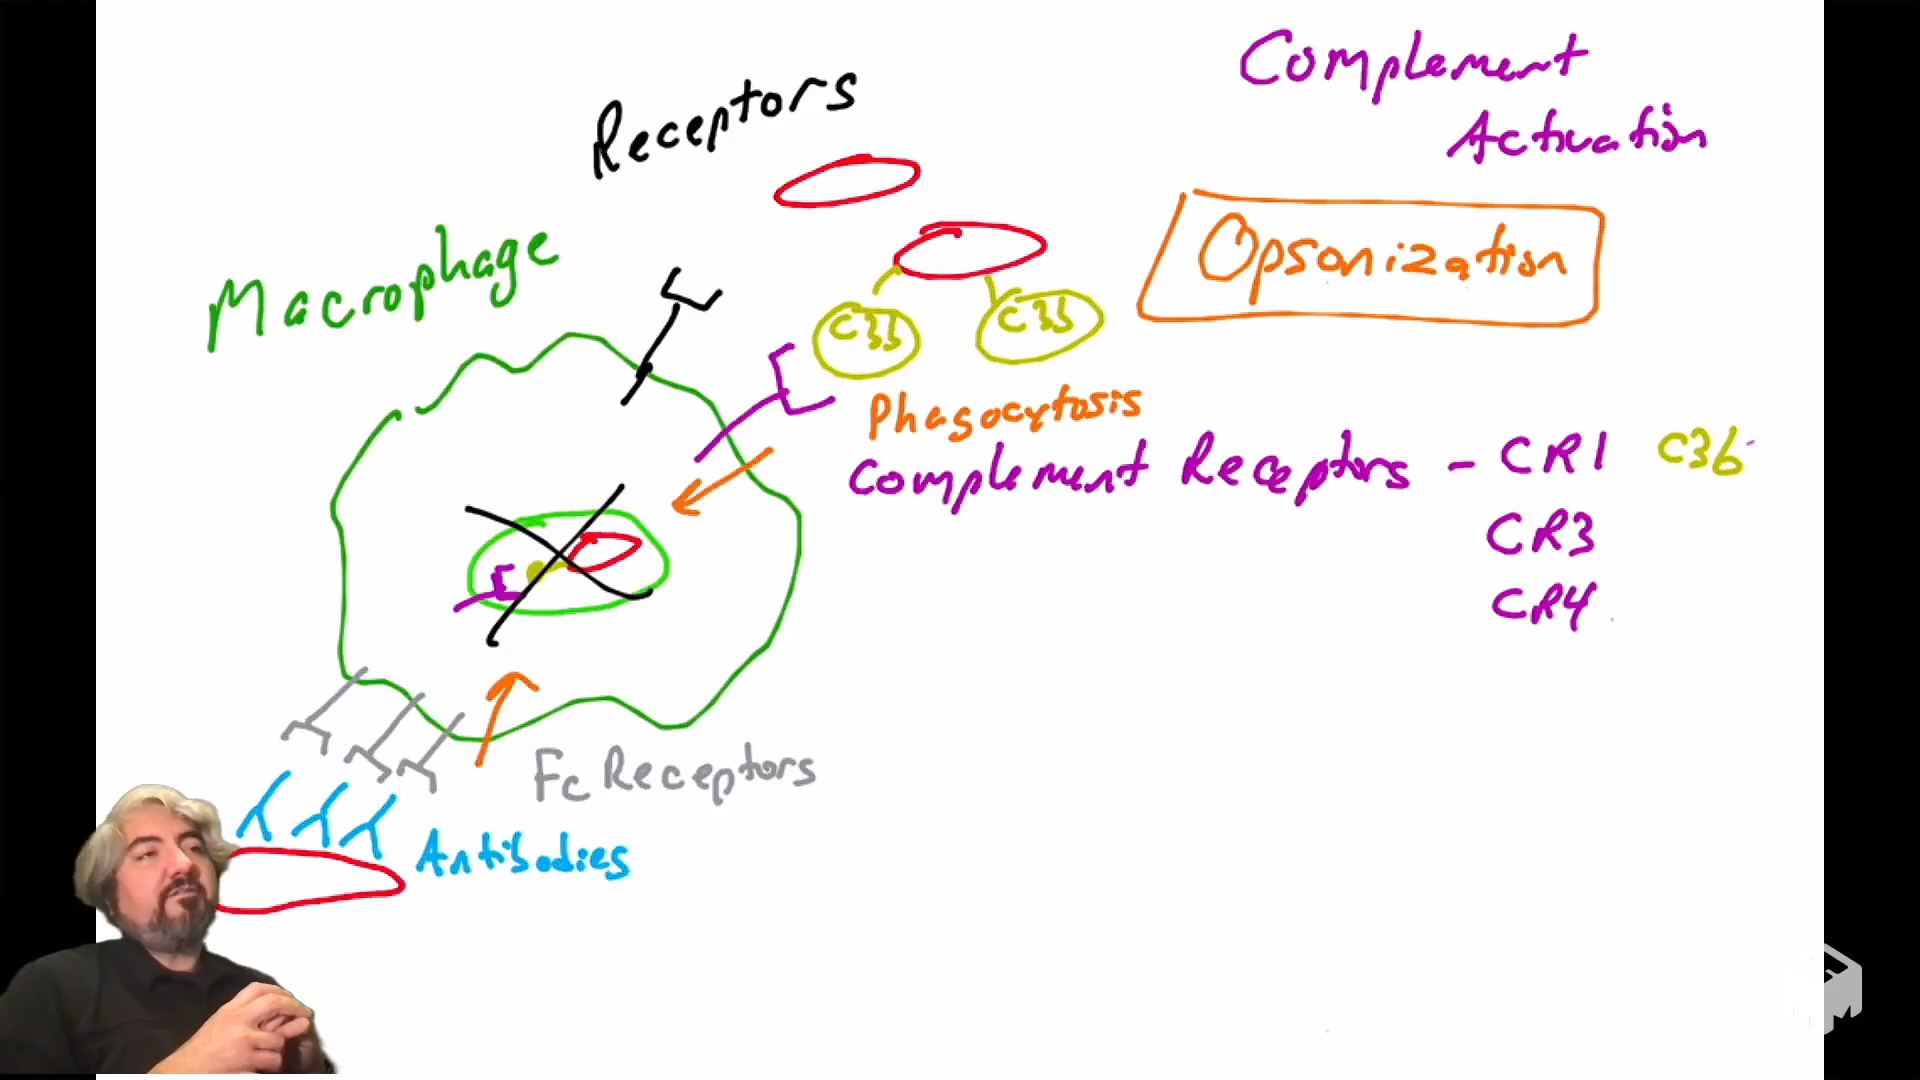 Complement
Activation
Receptors
Opsonization
Macrophage
C3b
C3b
Phagocytosis
Complement Receptors - CR1 C3b
CR3
CR4
Fc Receptors
Antibodies